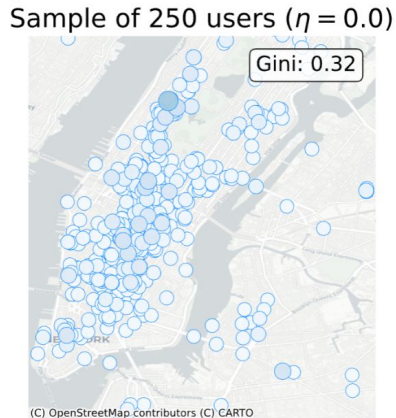 Sample of 250 users (η = 0.0)
Gini: 0.32
(C) OpenStreetMap contributors (C) CARTO